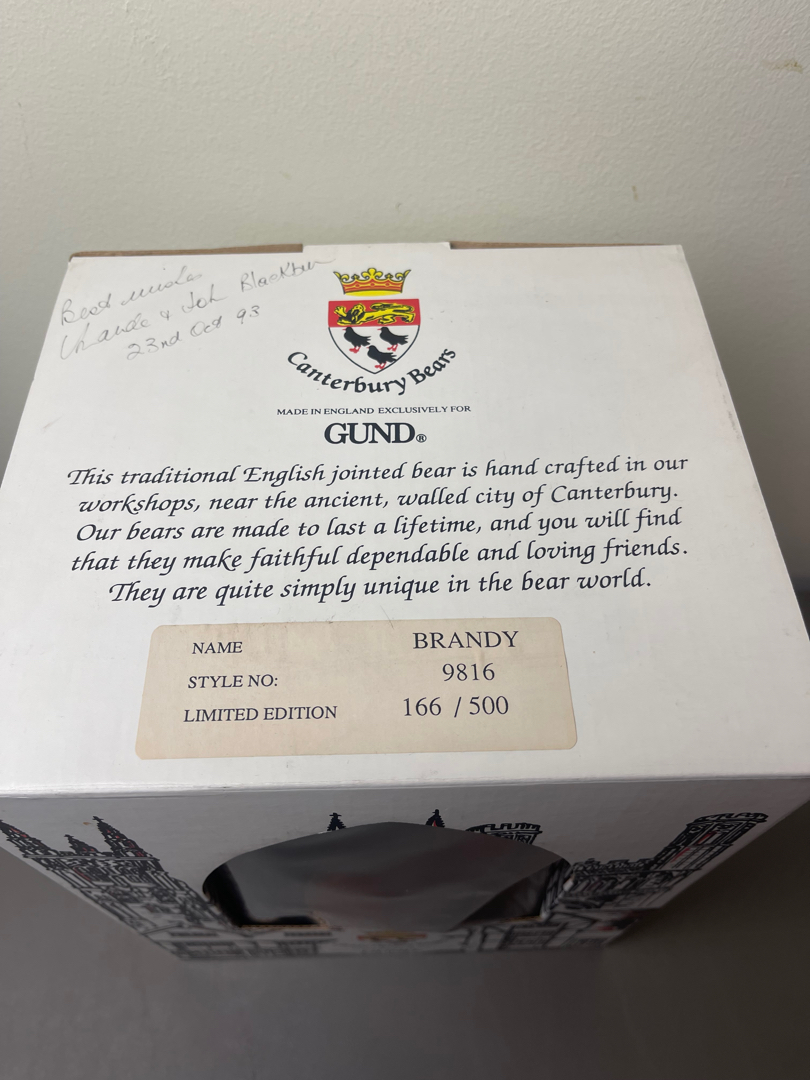 Best wishes
& Joh Blackburn
23rd Oct 93
Canterbury Bears
MADE IN ENGLAND EXCLUSIVELY FOR
GUND®
This traditional English jointed bear is hand crafted in our
workshops, near the ancient, walled city of Canterbury.
Our bears are made to last a lifetime, and you will find
that they make faithful dependable and loving friends.
They are quite simply unique in the bear world.
NAME BRANDY
STYLE NO: 9816
LIMITED EDITION 166 / 500